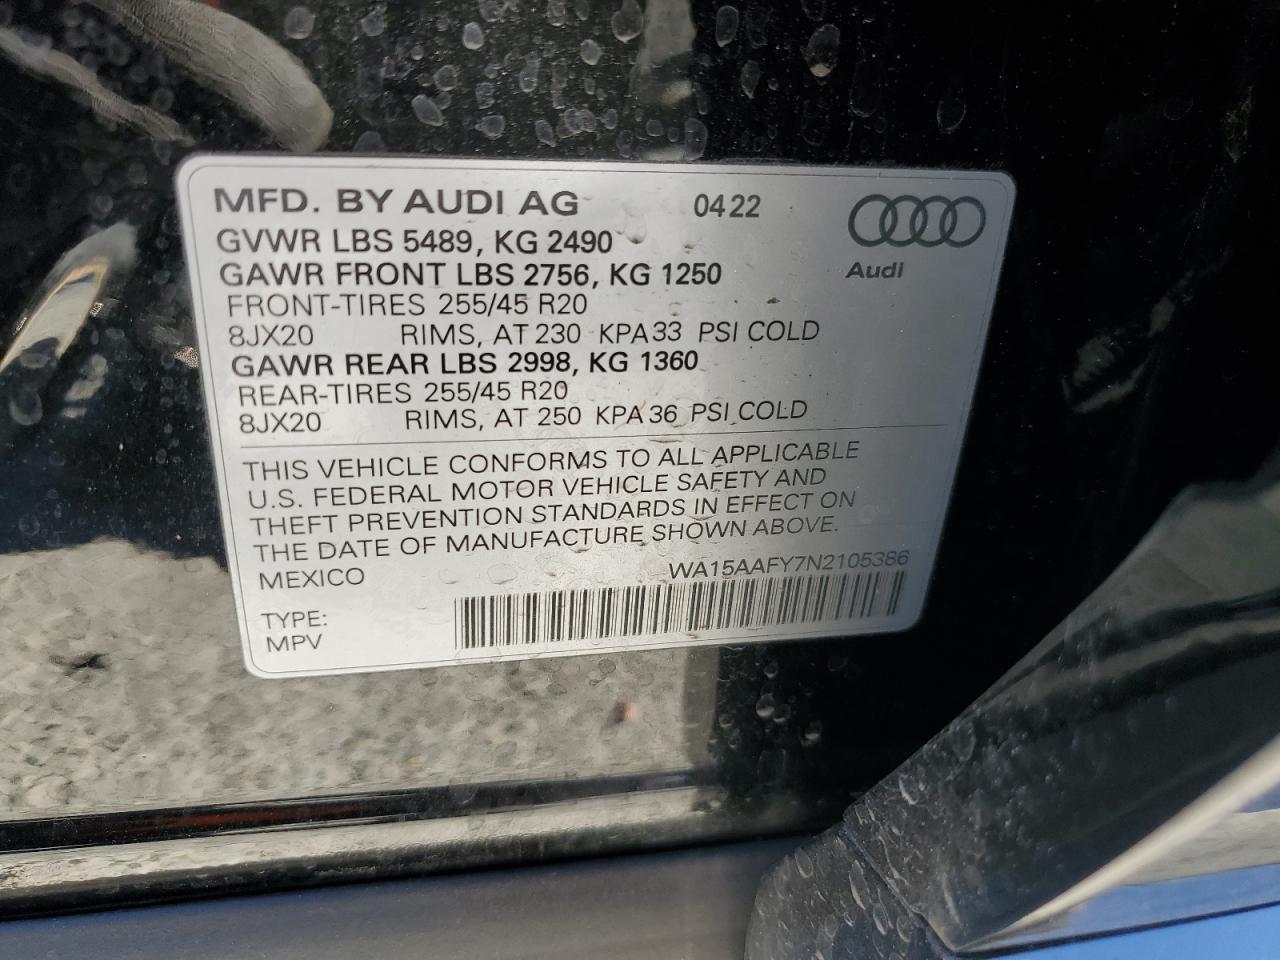 MFD. BY AUDI AG 04 22
GVWR LBS 5489, KG 2490
GAWR FRONT LBS 2756, KG 1250
Audi
FRONT-TIRES 255/45 R20
8JX20 RIMS, AT 230 KPA33 PSI COLD
GAWR REAR LBS 2998, KG 1360
REAR-TIRES 255/45 R20
8JX20 RIMS, AT 250 KPA 36 PSI COLD
THIS VEHICLE CONFORMS TO ALL APPLICABLE
U.S. FEDERAL MOTOR VEHICLE SAFETY AND
THEFT PREVENTION STANDARDS IN EFFECT ON
THE DATE OF MANUFACTURE SHOWN ABOVE.
MEXICO WA15AAFY7N2105386
TYPE:
MPV